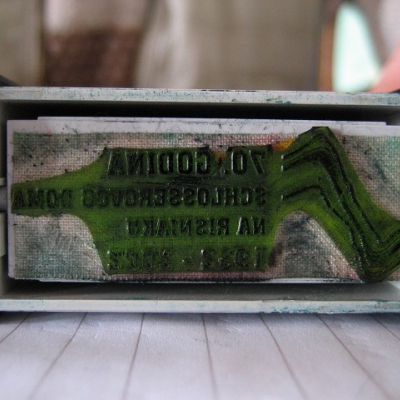 70. GODINA
SCHLOSSEROVOG DOMA
NA RISNJAKU
1932 - 2002